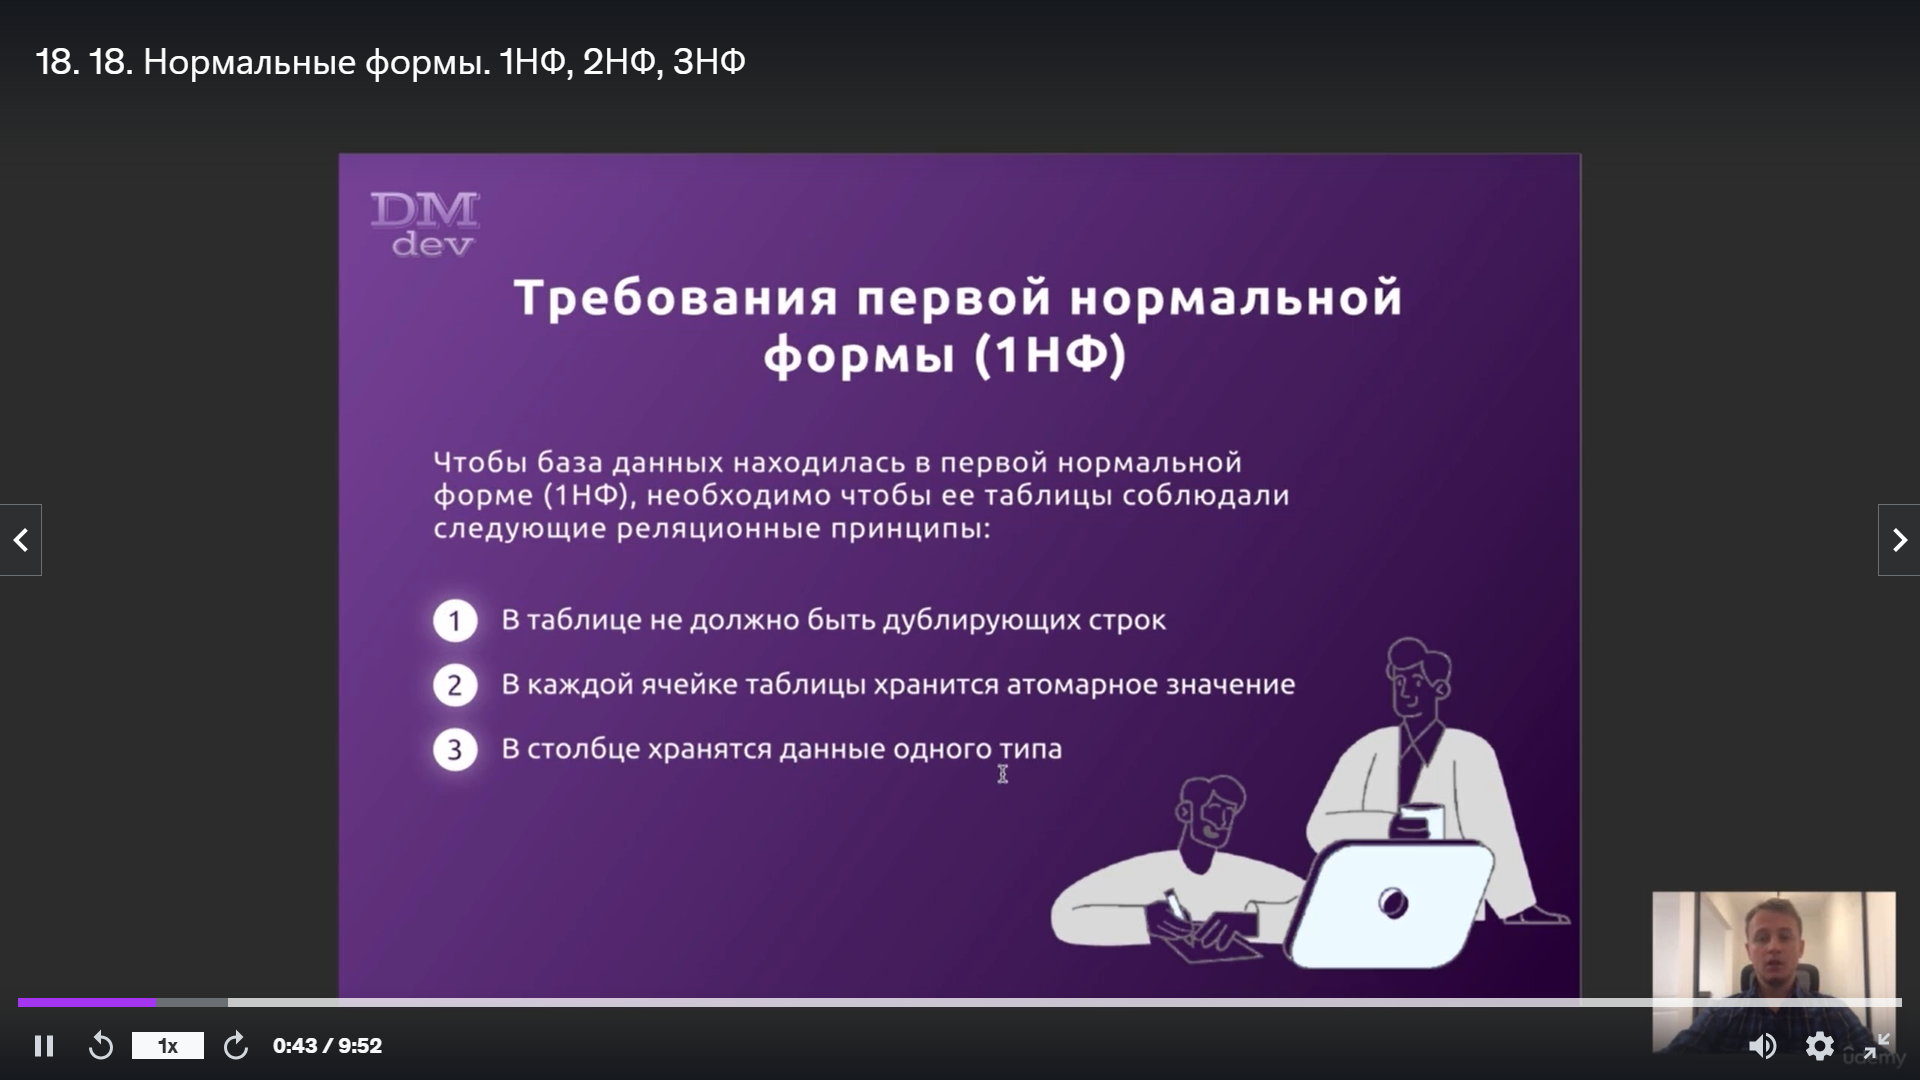 18. 18. Нормальные формы. 1НФ, 2НФ, 3НФ
DM
dev
Требования первой нормальной
формы (1НФ)
Чтобы база данных находилась в первой нормальной
форме (1НФ), необходимо чтобы ее таблицы соблюдали
следующие реляционные принципы:
1 В таблице не должно быть дублирующих строк
2 В каждой ячейке таблицы хранится атомарное значение
3 В столбце хранятся данные одного типа
1x
0:43 / 9:52
ûdemy